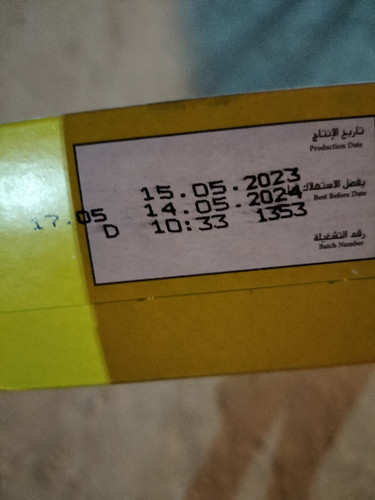 تاريخ الإنتاج
Production Date
15.05.2023
يفضل الاستهلاك
Best Before Date
14.05.2024
17.05
D 10:33 1353
رقم التشغيلة
Batch Number